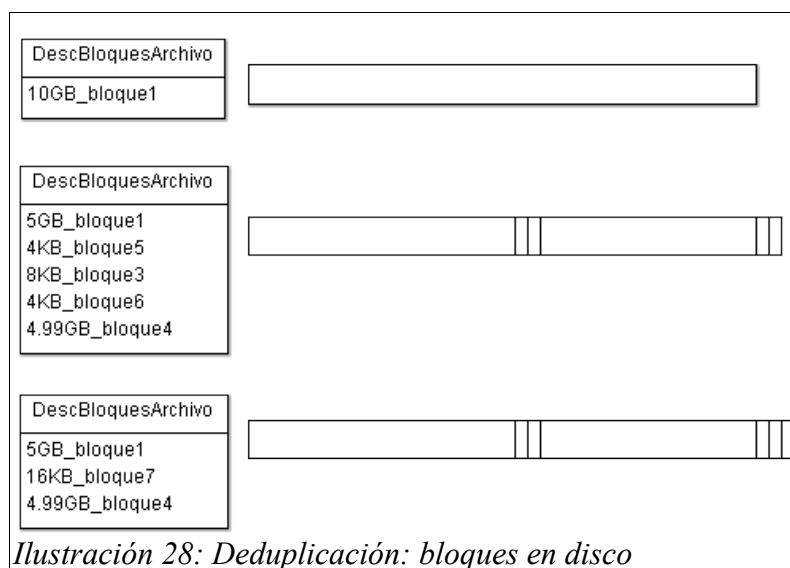 DescBloquesArchivo
10GB_bloque1
DescBloquesArchivo
5GB_bloque1
4KB_bloque5
8KB_bloque3
4KB_bloque6
4.99GB_bloque4
DescBloquesArchivo
5GB_bloque1
16KB_bloque7
4.99GB_bloque4
Ilustración 28: Deduplicación: bloques en disco